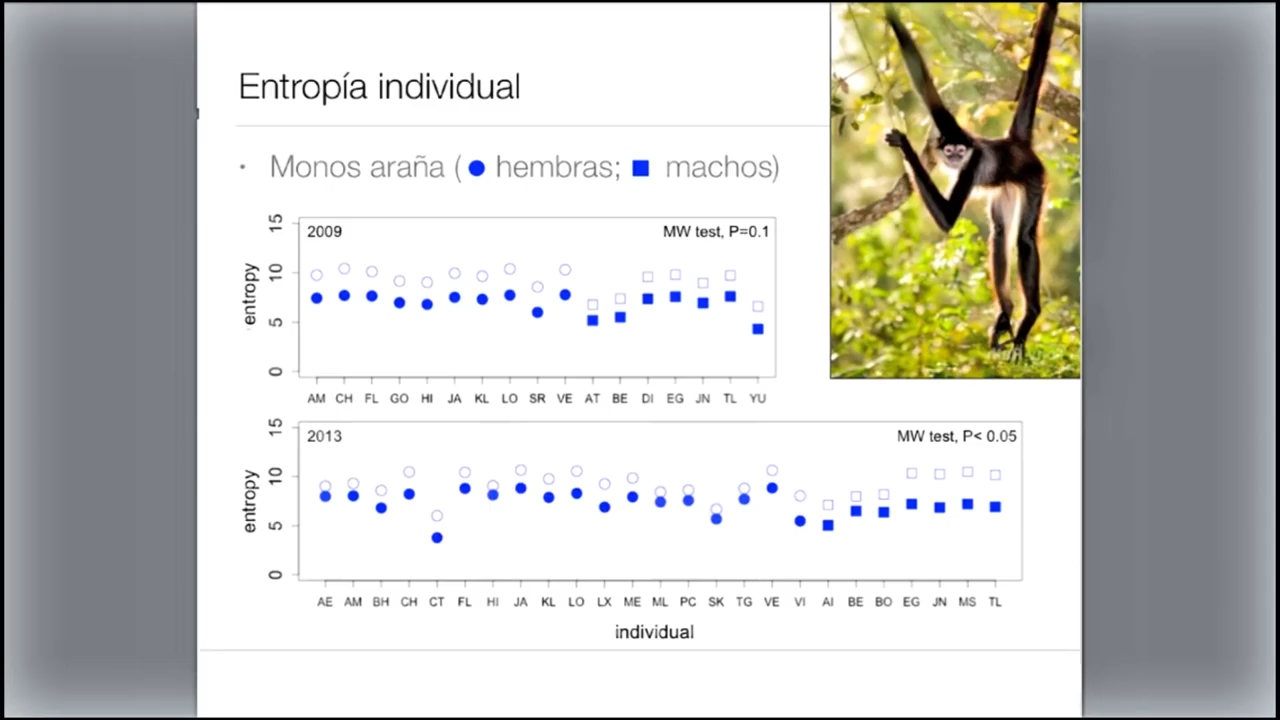 Entropía individual
• Monos araña ( hembras; machos)
2009 MW test, P=0.1
entropy
15
10
5
0
AM CH FL GO HI JA KL LO SR VE AT BE DI EG JN TL YU
2013 MW test, P< 0.05
entropy
15
10
5
0
AE AM BH CH CT FL HI JA KL LO LX ME ML PC SK TG VE VI AI BE BO EG JN MS TL
individual